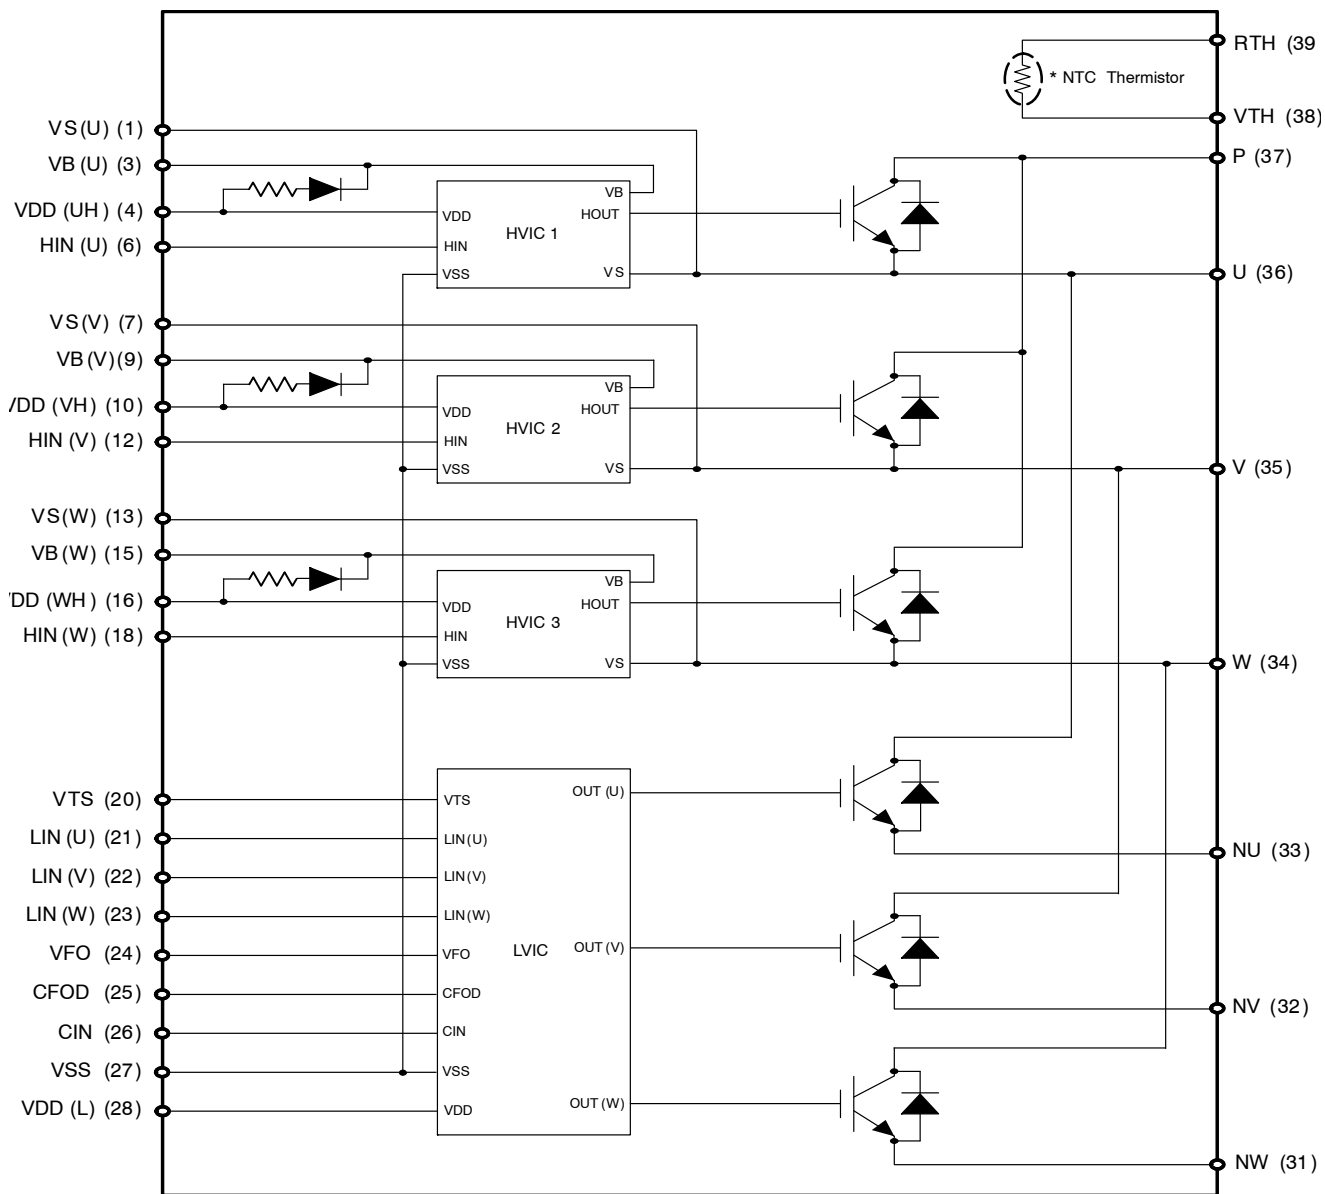 RTH (39
* NTC Thermistor
VTH (38)
P (37)
U (36)
V (35)
W (34)
NU (33)
NV (32)
NW (31)
VS(U) (1)
VB (U) (3)
VDD (UH) (4)
HIN (U) (6)
VS(V) (7)
VB (V)(9)
VDD (VH) (10)
HIN (V) (12)
VS(W) (13)
VB (W) (15)
DD (WH) (16)
HIN (W) (18)
VTS (20)
LIN (U) (21)
LIN (V) (22)
LIN (W) (23)
VFO (24)
CFOD (25)
CIN (26)
VSS (27)
VDD (L) (28)
VB
VDD
HOUT
HVIC 1
HIN
VSS
VS
VB
VDD
HOUT
HVIC 2
HIN
VSS
VS
VB
VDD
HOUT
HVIC 3
HIN
VSS
VS
VTS
LIN(U)
LIN(V)
LIN(W)
VFO
CFOD
CIN
VSS
VDD
LVIC
OUT (U)
OUT (V)
OUT (W)